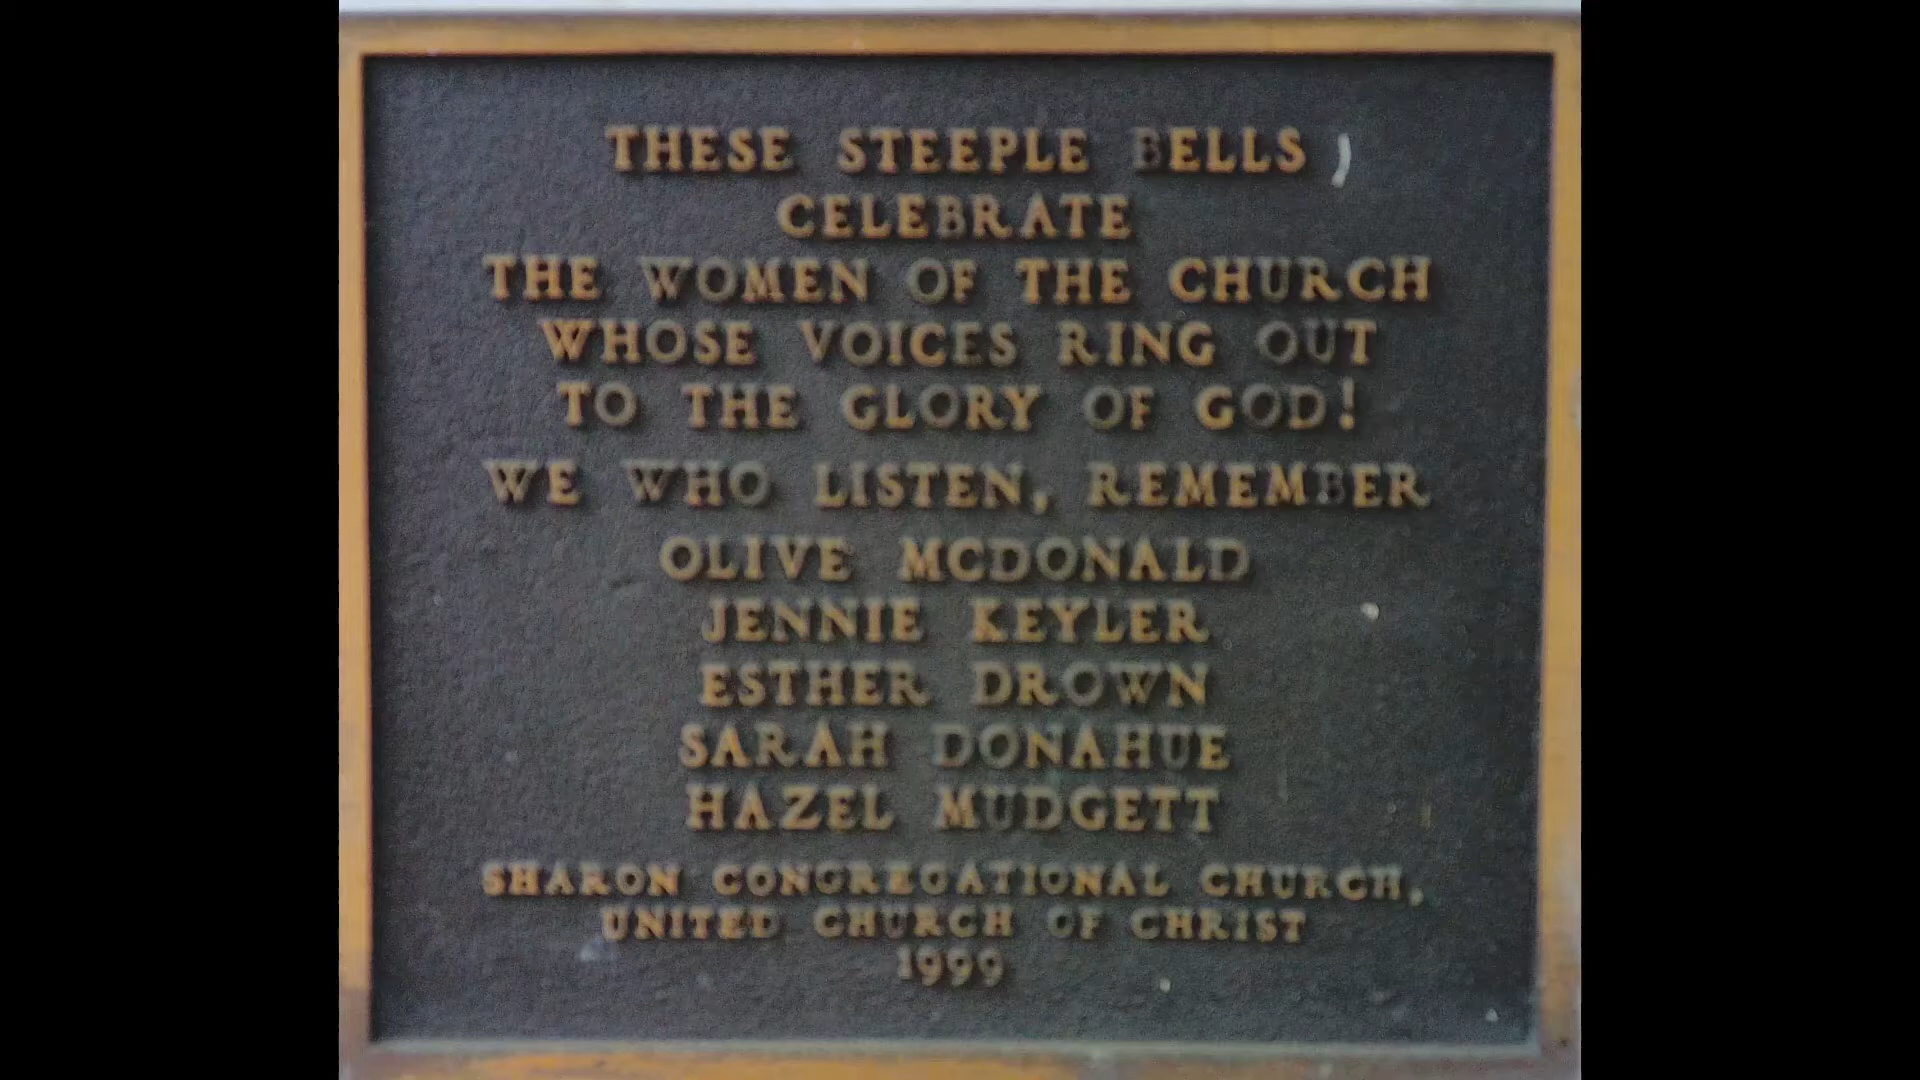 THESE STEEPLE BELLS
CELEBRATE
THE WOMEN OF THE CHURCH
WHOSE VOICES RING OUT
TO THE GLORY OF GOD!
WE WHO LISTEN, REMEMBER
OLIVE MCDONALD
JENNIE KEYLER
ESTHER DROWN
SARAH DONAHUE
HAZEL MUDGETT
SHARON CONGREGATIONAL CHURCH,
UNITED CHURCH OF CHRIST
1999